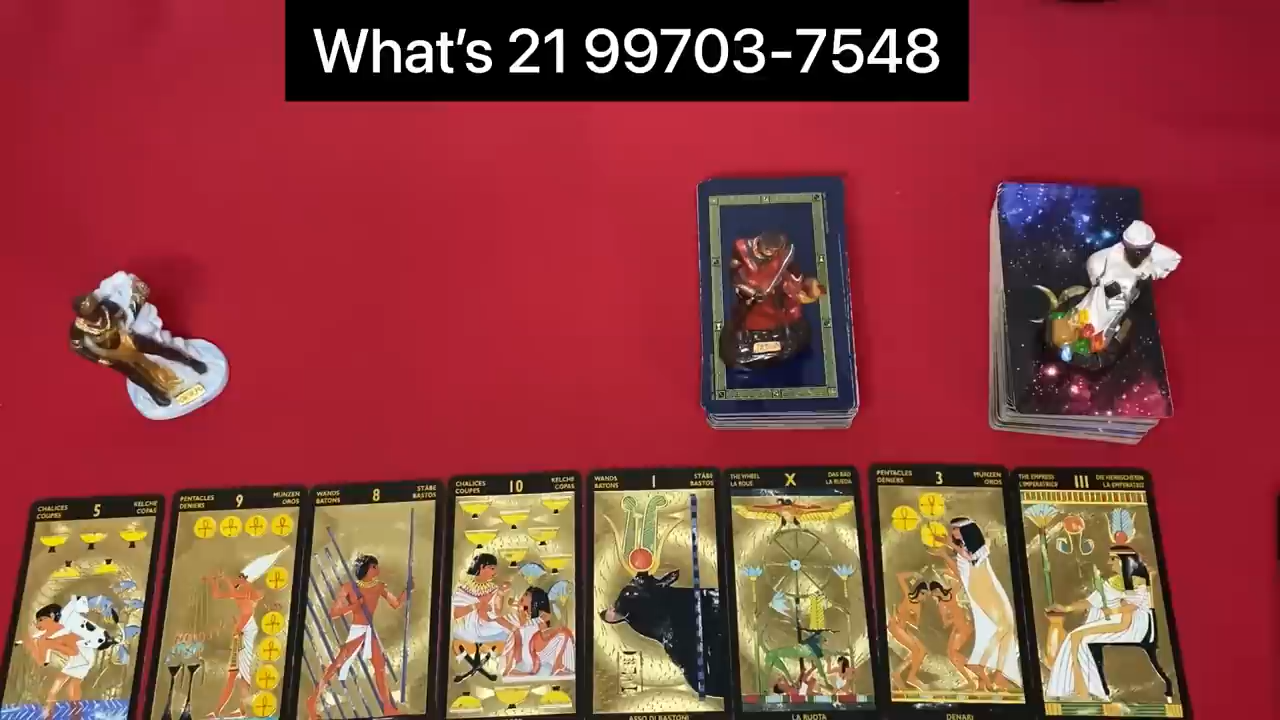 What's 21 99703-7548
CHALICES
COUPES
5
KELCHE
COPAS
PENTACLES
DENIERS
9
MÜNZEN
OROS
WANDS
BATONS
8
STÄBE
BASTOS
CHALICES
COUPES
10
KELCHE
COPAS
WANDS
BATONS
I
STÄBE
BASTOS
THE WHEEL
LA ROUE
X
DAS RAD
LA RUEDA
PENTACLES
DENIERS
3
MÜNZEN
OROS
THE EMPRESS
L'IMPERATRICE
III
DIE HERRSCHERIN
LA EMPERATRIZ
ASSO DI BASTONI
LA RUOTA
DENARI